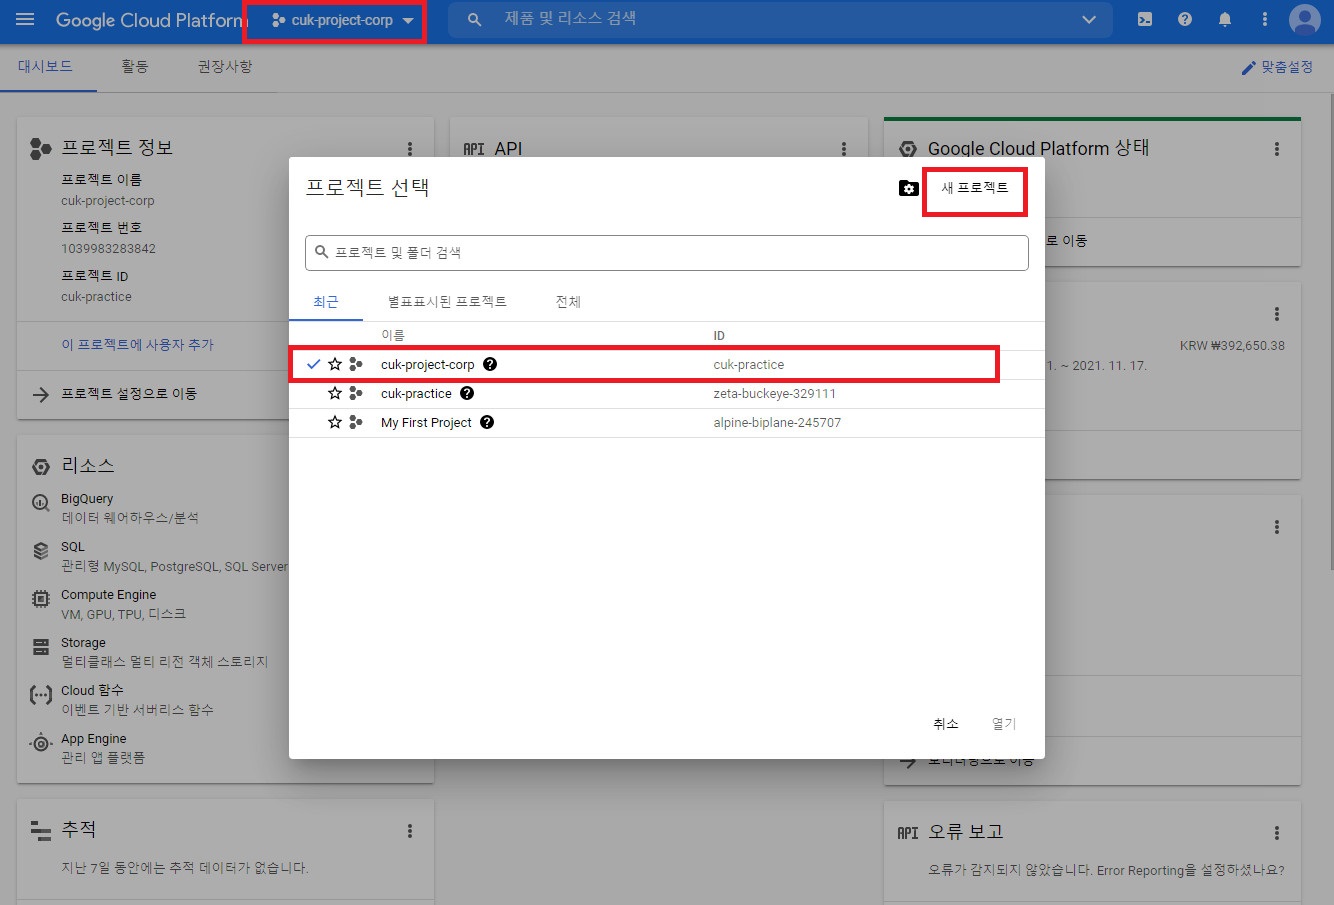 Google Cloud Platform
cuk-project-corp
제품 및 리소스 검색
대시보드
활동
권장사항
맞춤설정
프로젝트 정보
프로젝트 이름
cuk-project-corp
프로젝트 번호
1039983283842
프로젝트 ID
cuk-practice
이 프로젝트에 사용자 추가
프로젝트 설정으로 이동
API API
Google Cloud Platform 상태
로 이동
KRW ₩392,650.38
1. ~ 2021. 11. 17.
프로젝트 선택
새 프로젝트
프로젝트 및 폴더 검색
최근
별표표시된 프로젝트
전체
이름 ID
cuk-project-corp cuk-practice
cuk-practice zeta-buckeye-329111
My First Project alpine-biplane-245707
취소
열기
리소스
BigQuery
데이터 웨어하우스/분석
SQL
관리형 MySQL, PostgreSQL, SQL Server
Compute Engine
VM, GPU, TPU, 디스크
Storage
멀티클래스 멀티 리전 객체 스토리지
Cloud 함수
이벤트 기반 서버리스 함수
App Engine
관리 앱 플랫폼
모니터링으로 이동
추적
지난 7일 동안에는 추적 데이터가 없습니다.
API 오류 보고
오류가 감지되지 않았습니다. Error Reporting을 설정하셨나요?